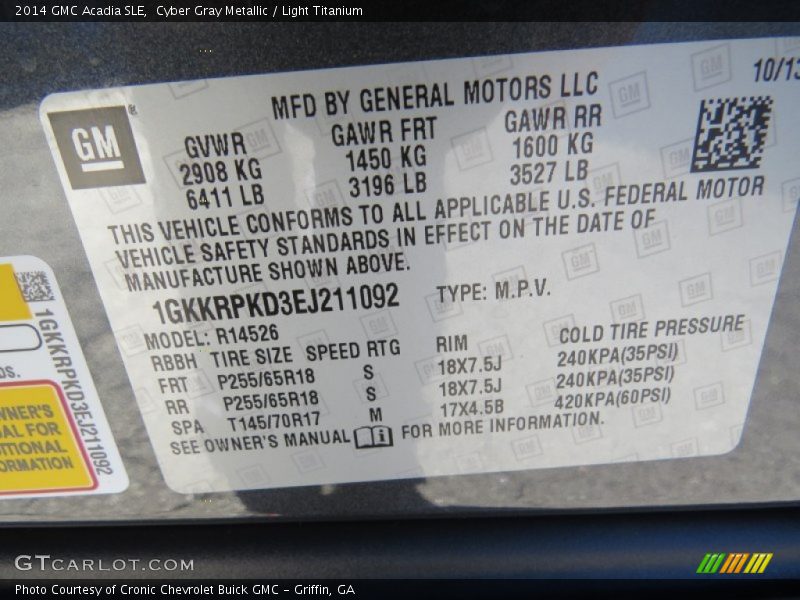 2014 GMC Acadia SLE, Cyber Gray Metallic / Light Titanium
MFD BY GENERAL MOTORS LLC
10/13
GM
GVWR GAWR FRT GAWR RR
2908 KG 1450 KG 1600 KG
6411 LB 3196 LB 3527 LB
THIS VEHICLE CONFORMS TO ALL APPLICABLE U.S. FEDERAL MOTOR
VEHICLE SAFETY STANDARDS IN EFFECT ON THE DATE OF
MANUFACTURE SHOWN ABOVE.
1GKKRPKD3EJ211092 TYPE: M.P.V.
MODEL: R14526
RBBH TIRE SIZE SPEED RTG RIM COLD TIRE PRESSURE
FRT P255/65R18 S 18X7.5J 240KPA(35PSI)
RR P255/65R18 S 18X7.5J 240KPA(35PSI)
SPA T145/70R17 M 17X4.5B 420KPA(60PSI)
SEE OWNER'S MANUAL FOR MORE INFORMATION.
1GKKRPKD3EJ211092
GTCARLOT.COM
Photo Courtesy of Cronic Chevrolet Buick GMC - Griffin, GA